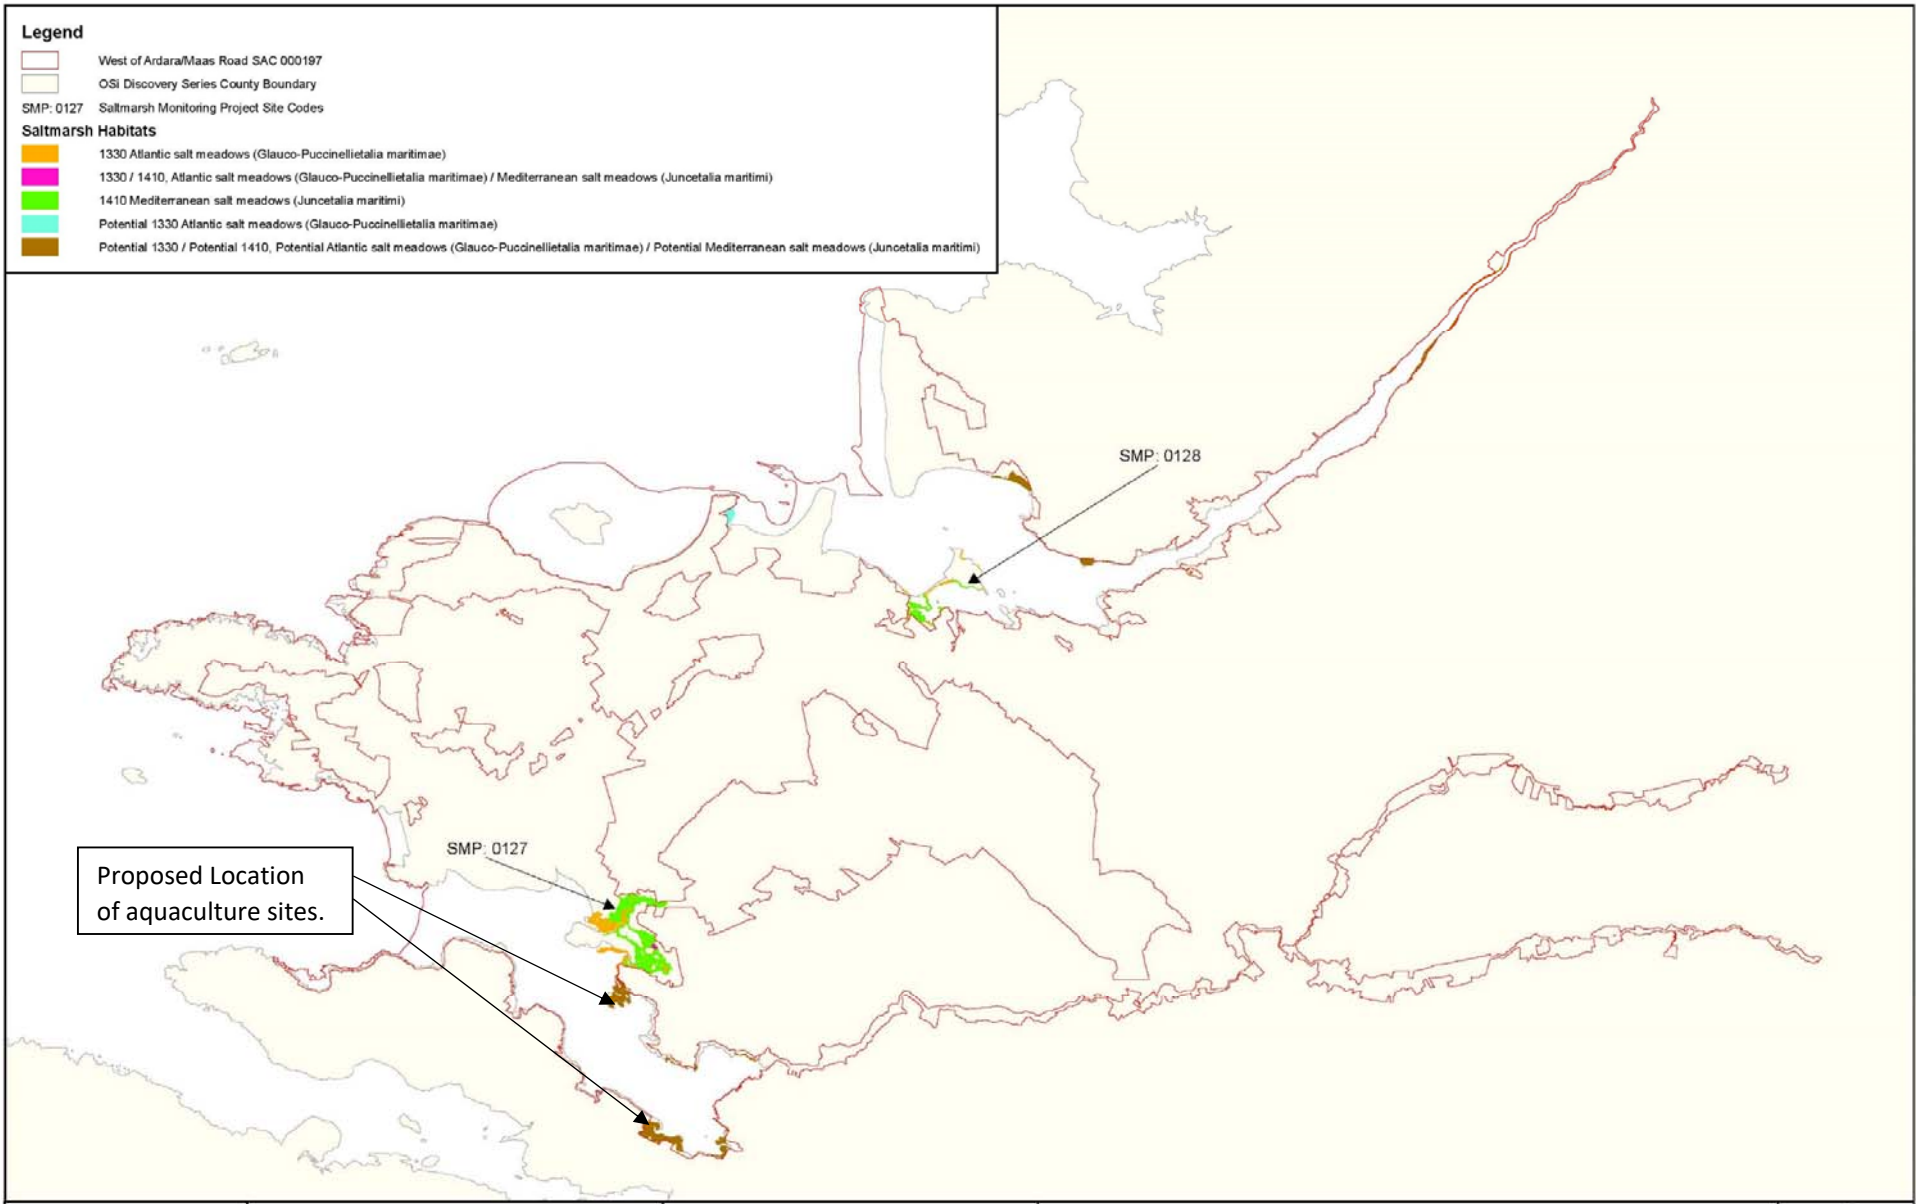 Legend
West of Ardara/Maas Road SAC 000197
OSi Discovery Series County Boundary
SMP: 0127 Saltmarsh Monitoring Project Site Codes
Saltmarsh Habitats
1330 Atlantic salt meadows (Glauco-Puccinellietalia maritimae)
1330 / 1410, Atlantic salt meadows (Glauco-Puccinellietalia maritimae) / Mediterranean salt meadows (Juncetalia maritimi)
1410 Mediterranean salt meadows (Juncetalia maritimi)
Potential 1330 Atlantic salt meadows (Glauco-Puccinellietalia maritimae)
Potential 1330 / Potential 1410, Potential Atlantic salt meadows (Glauco-Puccinellietalia maritimae) / Potential Mediterranean salt meadows (Juncetalia maritimi)
SMP: 0128
SMP: 0127
Proposed Location
of aquaculture sites.